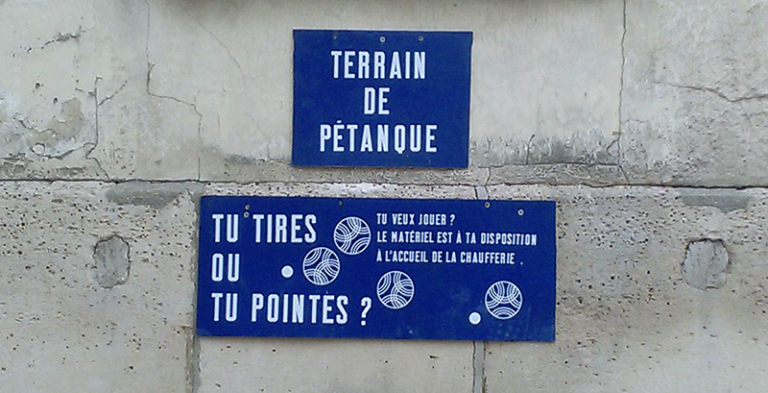 TERRAIN
DE
PÉTANQUE
TU TIRES
OU
TU POINTES ?
TU VEUX JOUER ?
LE MATÉRIEL EST À TA DISPOSITION
À L'ACCUEIL DE LA CHAUFFERIE.